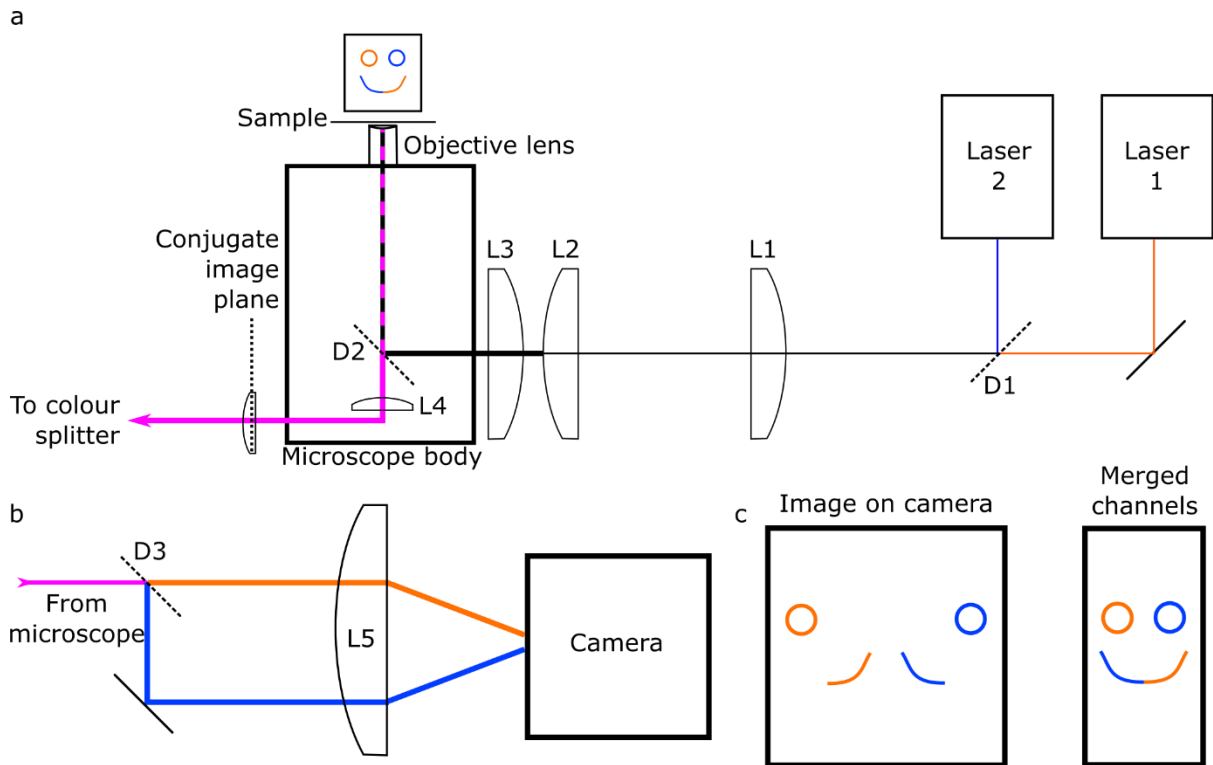 a
Sample
Objective lens
Laser
2
Laser
1
Conjugate
image
plane
L3
L2
L1
D2
D1
L4
To colour
splitter
Microscope body
b
D3
From
microscope
L5
Camera
c
Image on camera
Merged
channels